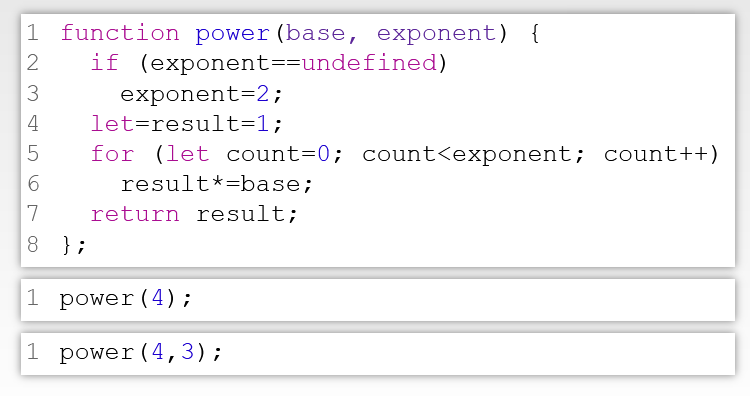 1 function power(base, exponent) {
2 if (exponent==undefined)
3 exponent=2;
4 let=result=1;
5 for (let count=0; count<exponent; count++)
6 result*=base;
7 return result;
8 };
1 power(4);
1 power(4,3);